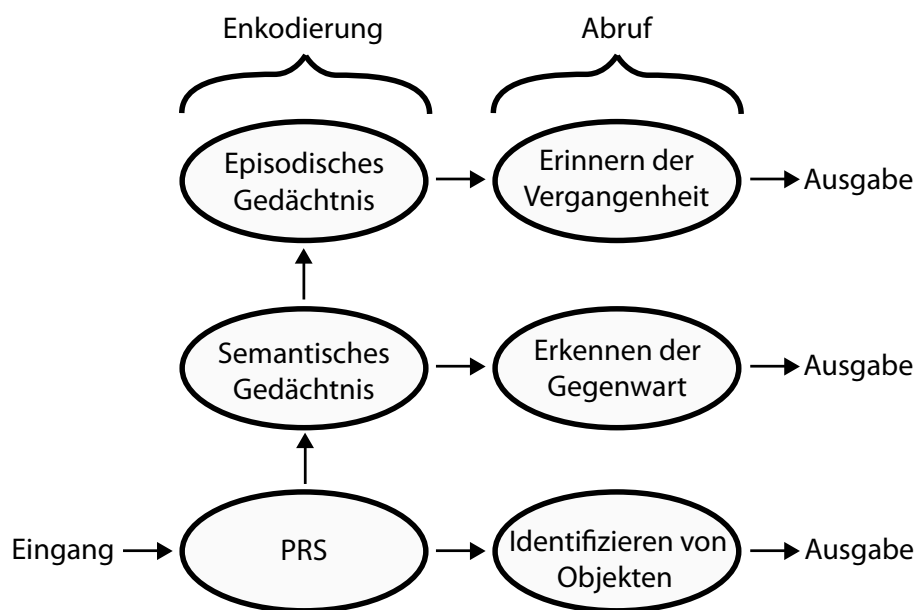 Enkodierung
Abruf
Episodisches
Gedächtnis
Erinnern der
Vergangenheit
Ausgabe
Semantisches
Gedächtnis
Erkennen der
Gegenwart
Ausgabe
Eingang
PRS
Identifizieren von
Objekten
Ausgabe